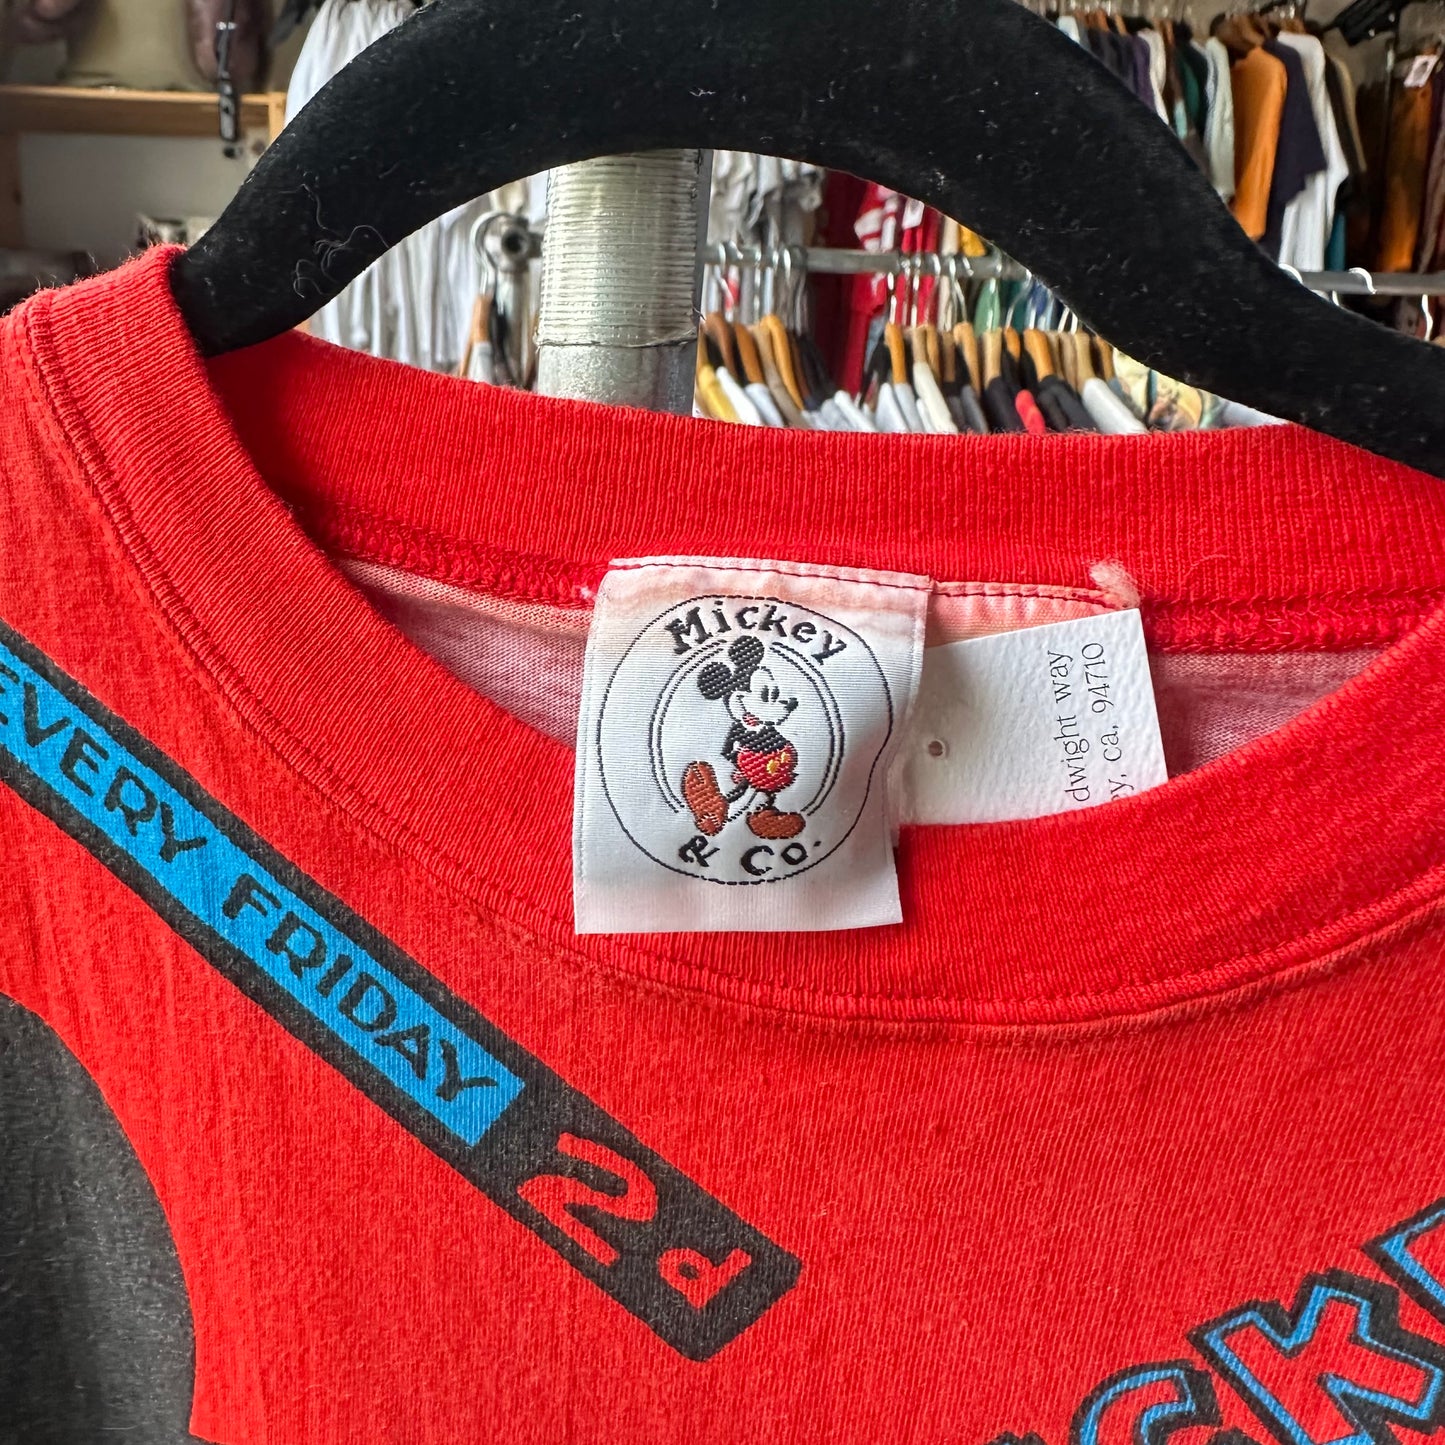 Mickey
& Co.
dwight way
ca, 94710
EVERY FRIDAY
2d